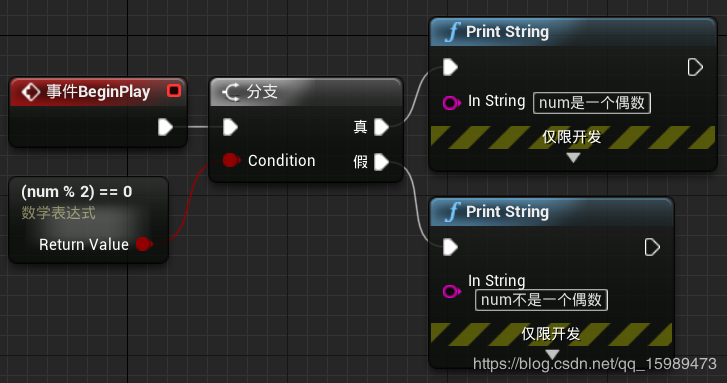 事件BeginPlay
(num % 2) == 0
数学表达式
Return Value
分支
真
Condition
假
f Print String
In String num是一个偶数
仅限开发
f Print String
In String
num不是一个偶数
仅限开发
https://blog.csdn.net/qq_15989473